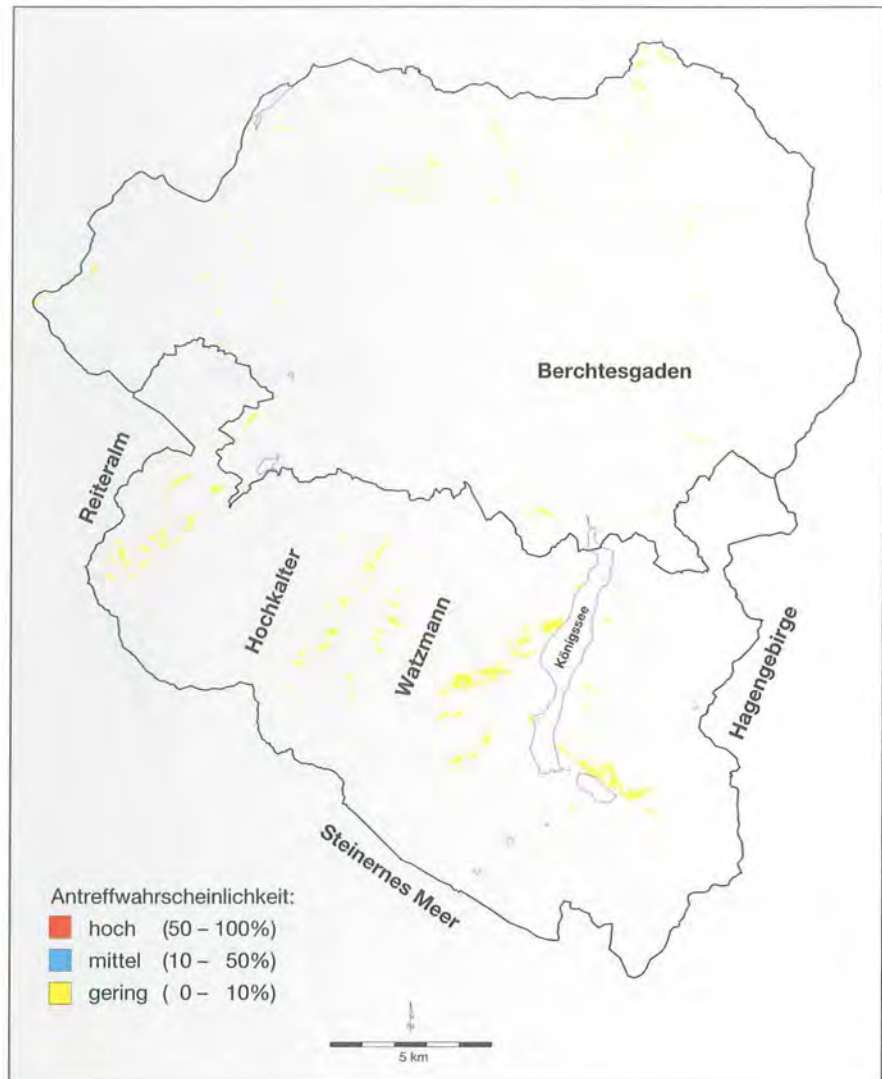 Berchtesgaden
Reiteralm
Hochkalter
Watzmann
Königssee
Hagengebirge
Steinernes Meer
Antreffwahrscheinlichkeit:
hoch (50 – 100%)
mittel (10 – 50%)
gering ( 0 – 10%)
5 km